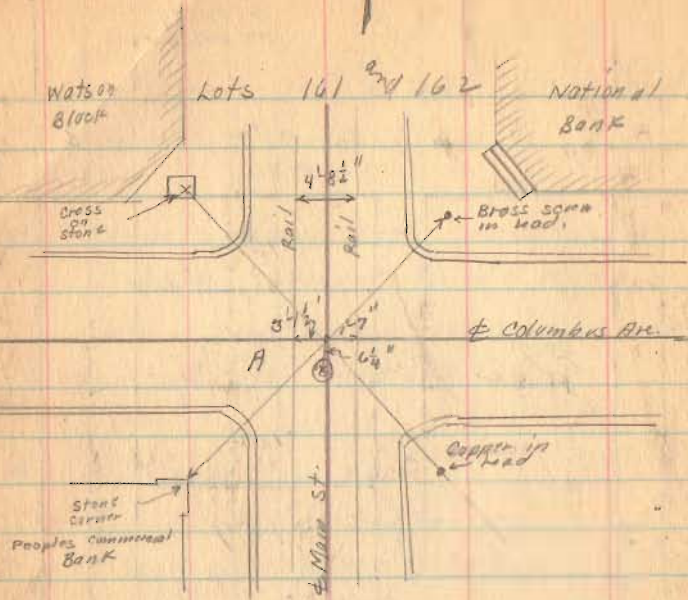 Watson
Block
Lots 161 and 162
National
Bank
4'-8½"
Cross
on
Stone
Rail
Rail
Brass screw
in lead.
3'-1½"
1'-7"
℄ Columbus Ave.
A
6¼"
Copper in
lead
Stone
Corner
Peoples Commercial
Bank
℄ Main St.